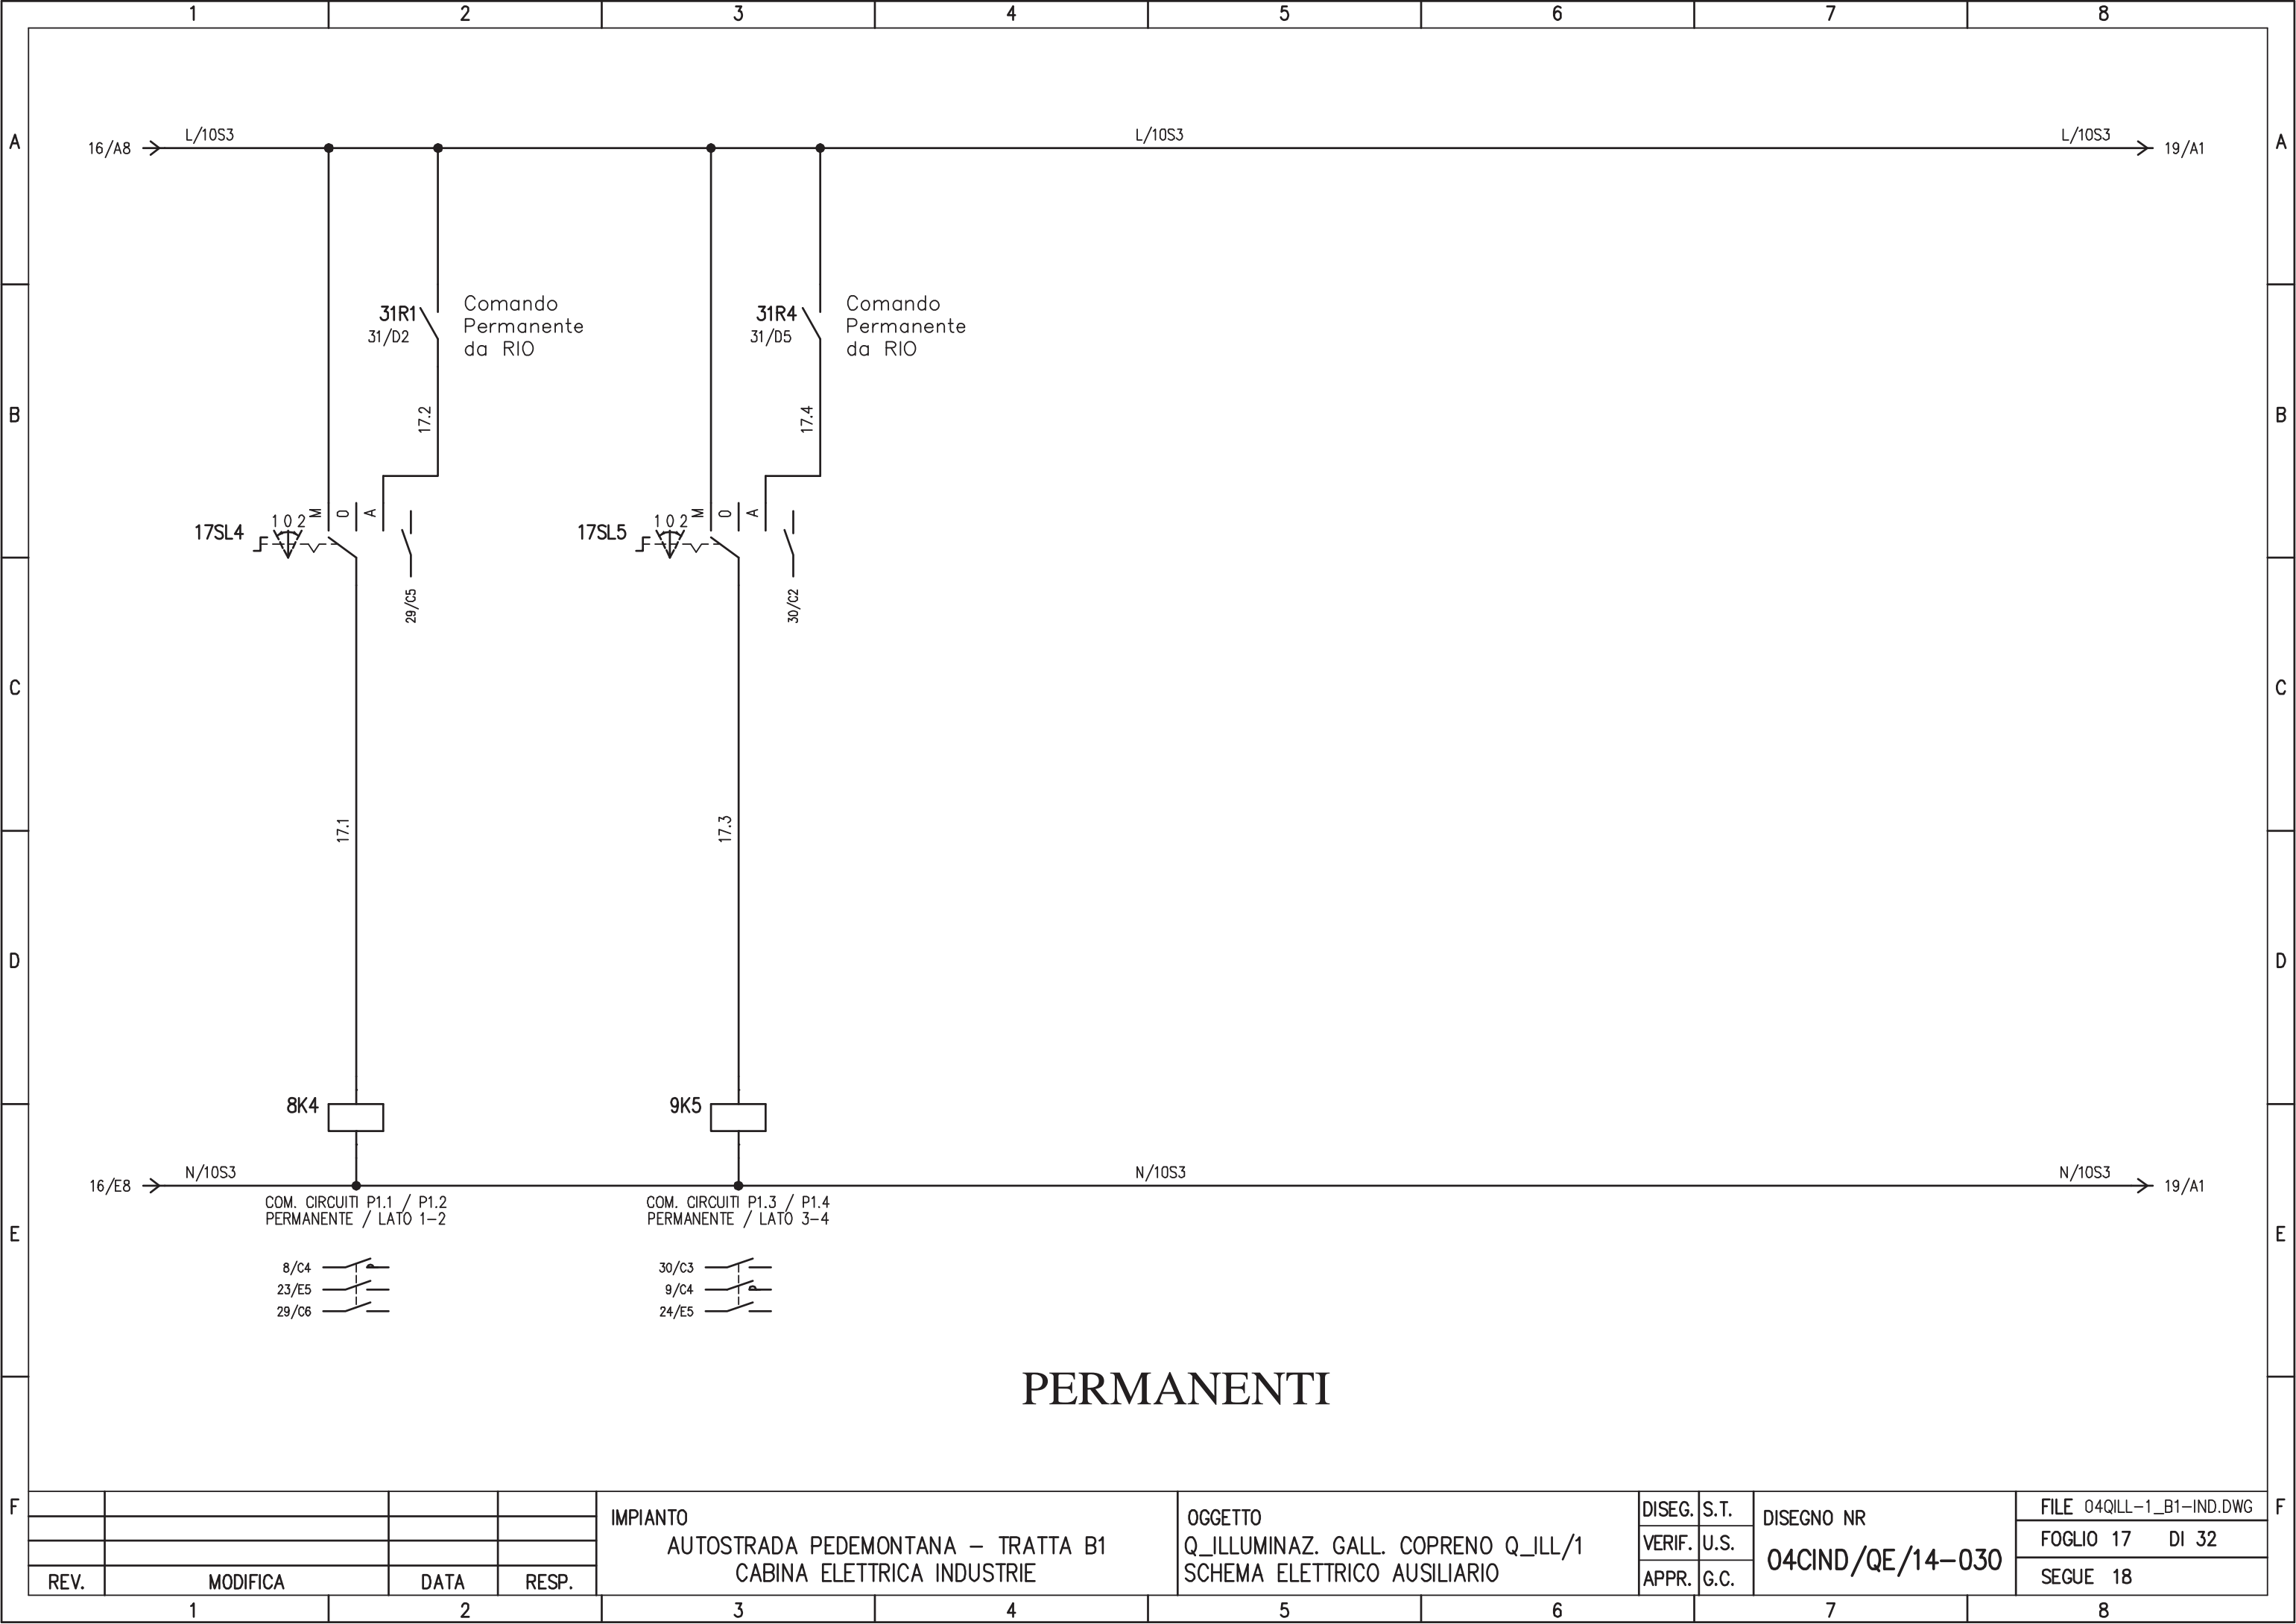 1 2 3 4 5 6 7 8
A A
B B
C C
D D
E E
F F
16/A8 L/10S3 L/10S3 L/10S3 19/A1
31R1
31/D2
Comando
Permanente
da RIO
31R4
31/D5
Comando
Permanente
da RIO
17.2
17.4
17SL4 1 0 2 M 0 A
29/C5
17SL5 1 0 2 M 0 A
30/C2
17.1
17.3
8K4
9K5
16/E8 N/10S3 N/10S3 N/10S3 19/A1
COM. CIRCUITI P1.1 / P1.2
PERMANENTE / LATO 1-2
COM. CIRCUITI P1.3 / P1.4
PERMANENTE / LATO 3-4
8/C4
23/E5
29/C6
30/C3
9/C4
24/E5
PERMANENTI
REV. MODIFICA DATA RESP.
IMPIANTO
AUTOSTRADA PEDEMONTANA - TRATTA B1
CABINA ELETTRICA INDUSTRIE
OGGETTO
Q_ILLUMINAZ. GALL. COPRENO Q_ILL/1
SCHEMA ELETTRICO AUSILIARIO
DISEG. S.T.
VERIF. U.S.
APPR. G.C.
DISEGNO NR
04CIND/QE/14-030
FILE 04QILL-1_B1-IND.DWG
FOGLIO 17 DI 32
SEGUE 18
1 2 3 4 5 6 7 8